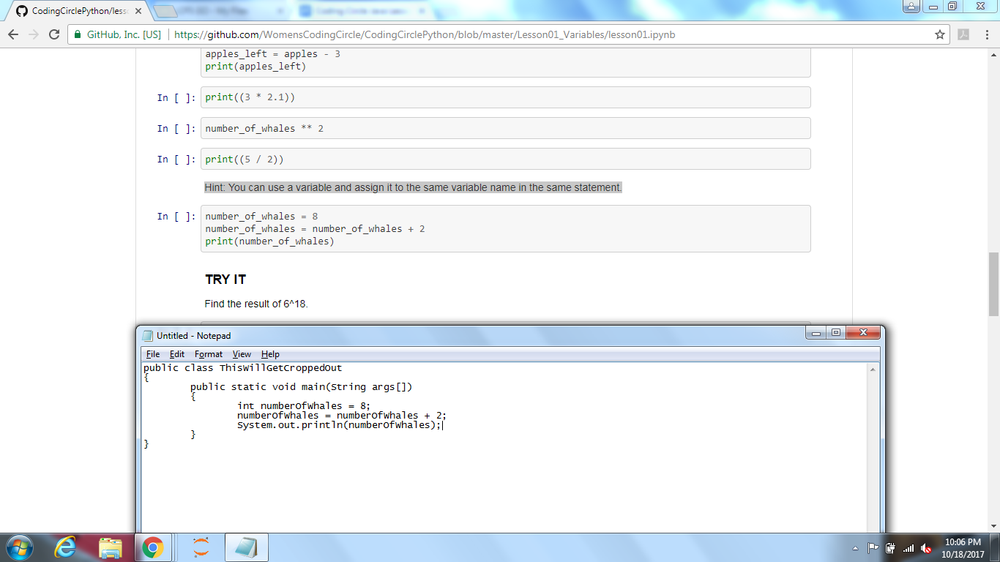 CodingCirclePython/less
GitHub, Inc. [US] | https://github.com/WomensCodingCircle/CodingCirclePython/blob/master/Lesson01_Variables/lesson01.ipynb
apples_left = apples - 3
print(apples_left)
In [ ]: print((3 * 2.1))
In [ ]: number_of_whales ** 2
In [ ]: print((5 / 2))
Hint: You can use a variable and assign it to the same variable name in the same statement.
In [ ]: number_of_whales = 8
number_of_whales = number_of_whales + 2
print(number_of_whales)
TRY IT
Find the result of 6^18.
Untitled - Notepad
File Edit Format View Help
public class ThisWillGetCroppedOut
{
public static void main(String args[])
{
int numberOfWhales = 8;
numberOfWhales = numberOfWhales + 2;
System.out.println(numberOfWhales);
}
}
10:06 PM
10/18/2017